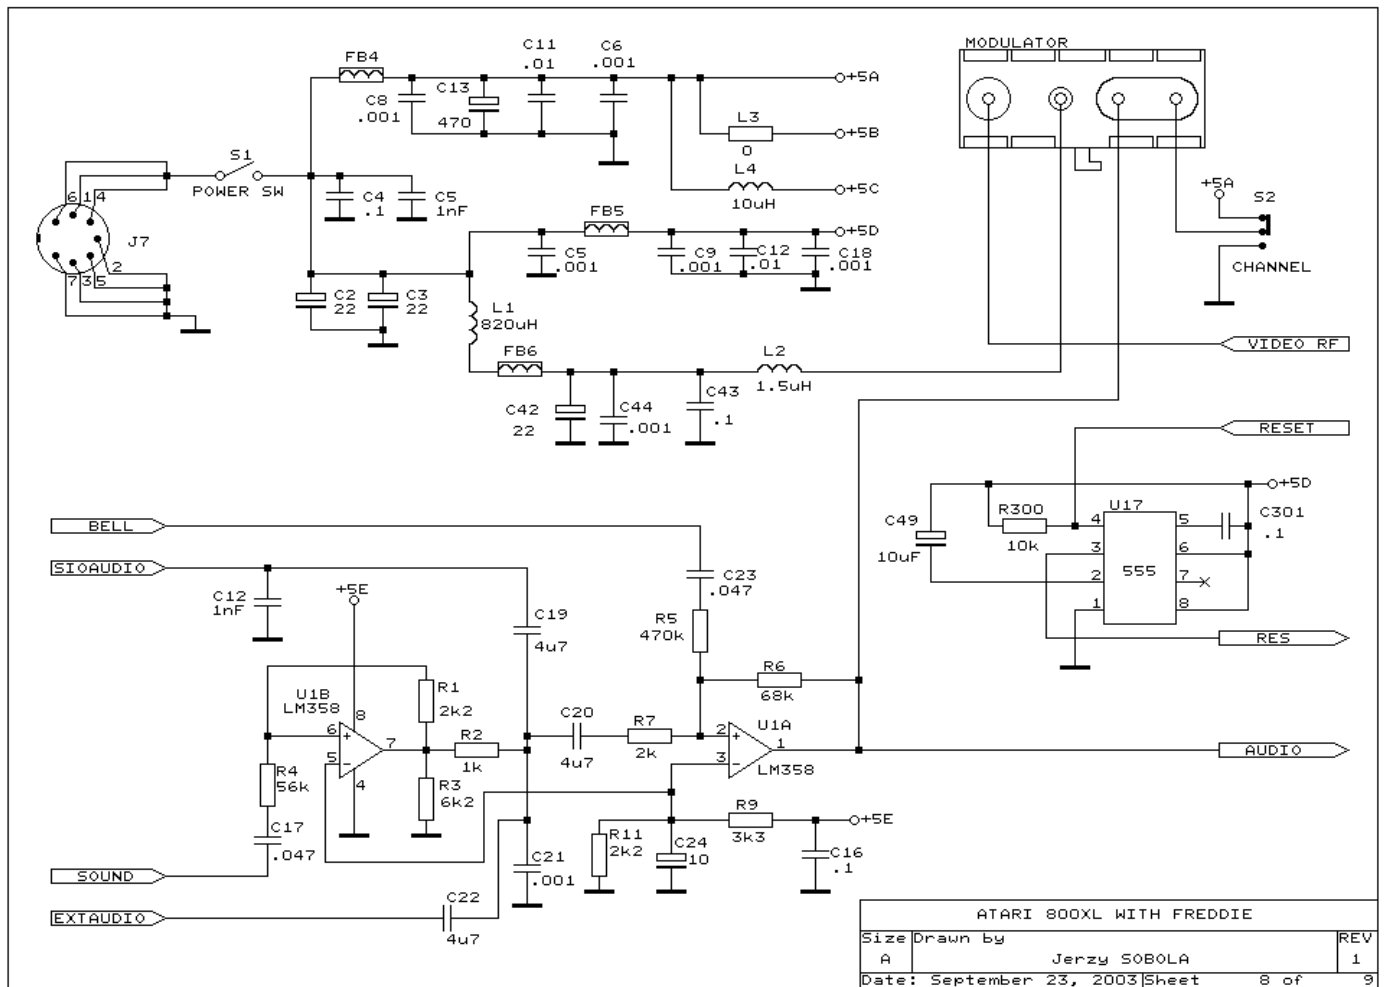 MODULATOR
FB4
C11
.01
C6
.001
C8
.001
C13
470
+5A
L3
0
+5B
L4
10uH
+5C
S1
POWER SW
C4
.1
C5
1nF
6 1 4
J7
2
7 3 5
FB5
+5D
C5
.001
C9
.001
C12
.01
C18
.001
+5A
S2
CHANNEL
C2
22
C3
22
L1
820uH
FB6
L2
1.5uH
C42
22
C44
.001
C43
.1
VIDEO RF
RESET
+5D
C49
10uF
R300
10k
U17
555
4
3
2
1
5
6
7
8
C301
.1
RES
BELL
SIOAUDIO
C12
1nF
+5E
C19
4u7
C23
.047
R5
470k
R6
68k
U1B
LM358
8
6
+
5
-
7
4
R1
2k2
R2
1k
R3
6k2
R4
56k
C17
.047
C20
4u7
R7
2k
U1A
2
+
3
-
1
LM358
AUDIO
R11
2k2
C24
10
R9
3k3
+5E
C16
.1
C21
.001
SOUND
EXTAUDIO
C22
4u7
ATARI 800XL WITH FREDDIE
Size Drawn by REV
A Jerzy SOBOLA 1
Date: September 23, 2003 Sheet 8 of 9